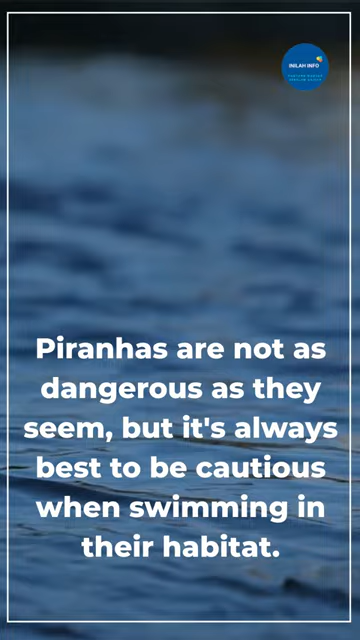 INILAH INFO
Piranhas are not as
dangerous as they
seem, but it's always
best to be cautious
when swimming in
their habitat.